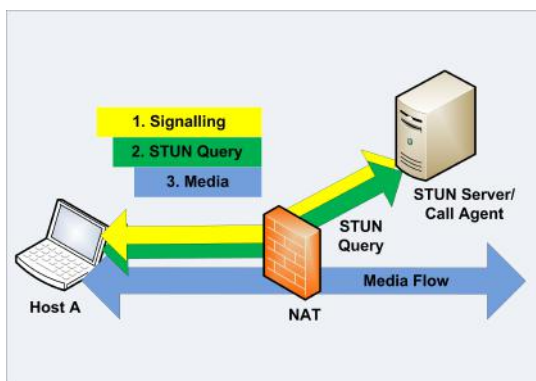 1. Signalling
2. STUN Query
3. Media
STUN Server/
Call Agent
STUN
Query
Media Flow
Host A
NAT